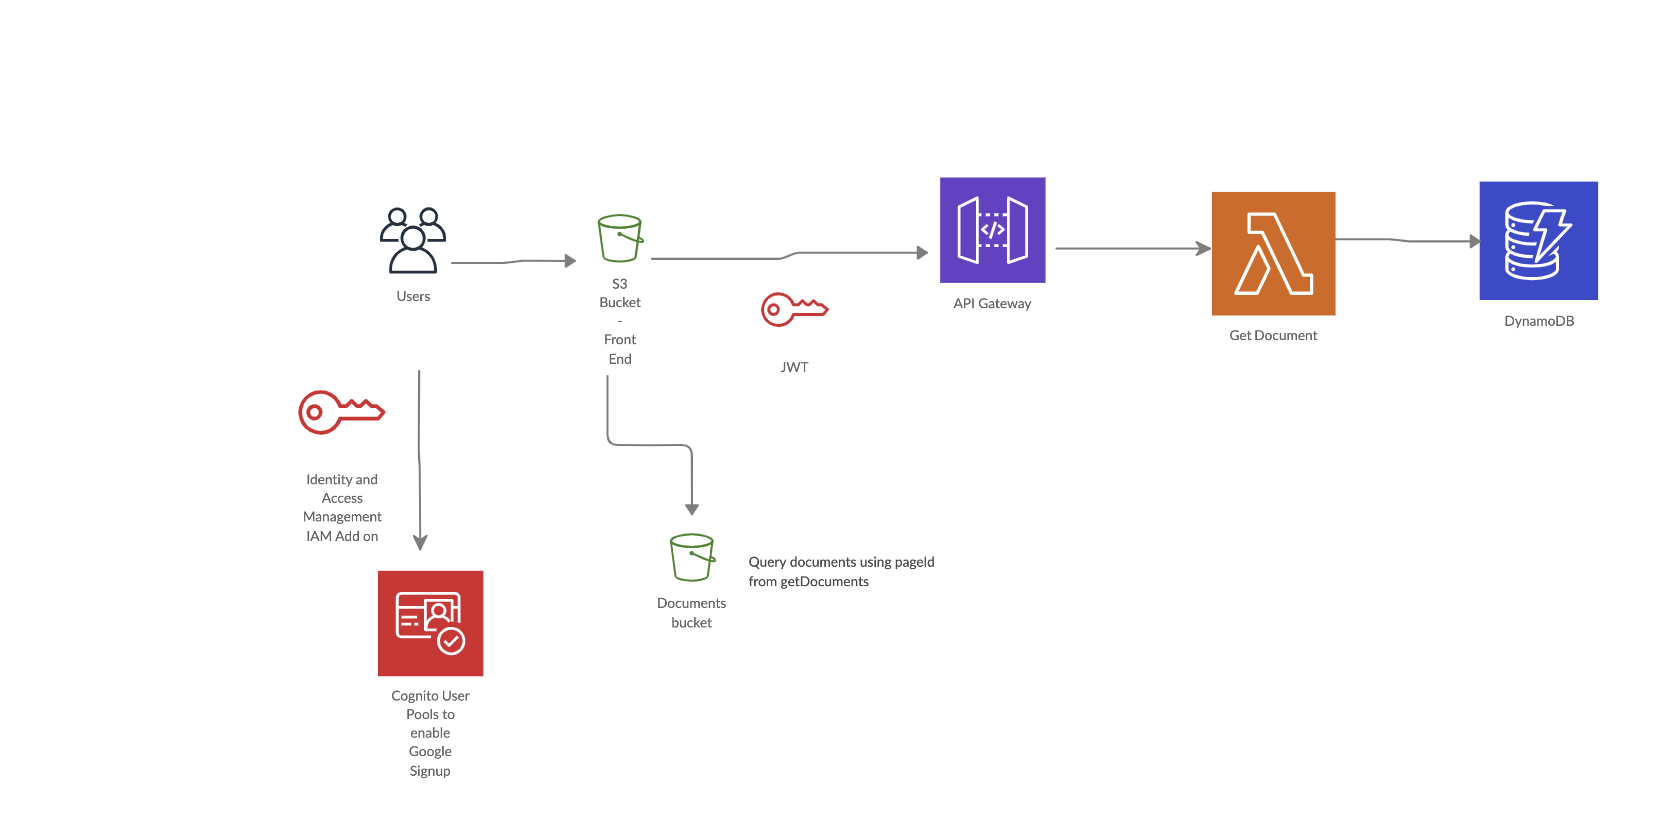 Users
S3
Bucket
-
Front
End
JWT
API Gateway
Get Document
DynamoDB
Identity and
Access
Management
IAM Add on
Cognito User
Pools to
enable
Google
Signup
Documents
bucket
Query documents using pageId
from getDocuments